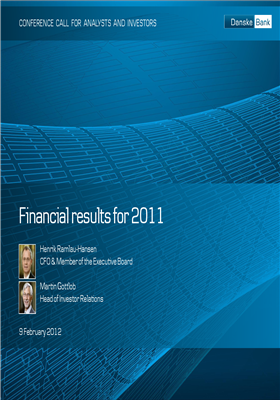 CONFERENCE CALL FOR ANALYSTS AND INVESTORS
Danske Bank
Financial results for 2011
Henrik Ramlau-Hansen
CFO & Member of the Executive Board
Martin Gottlob
Head of Investor Relations
9 February 2012